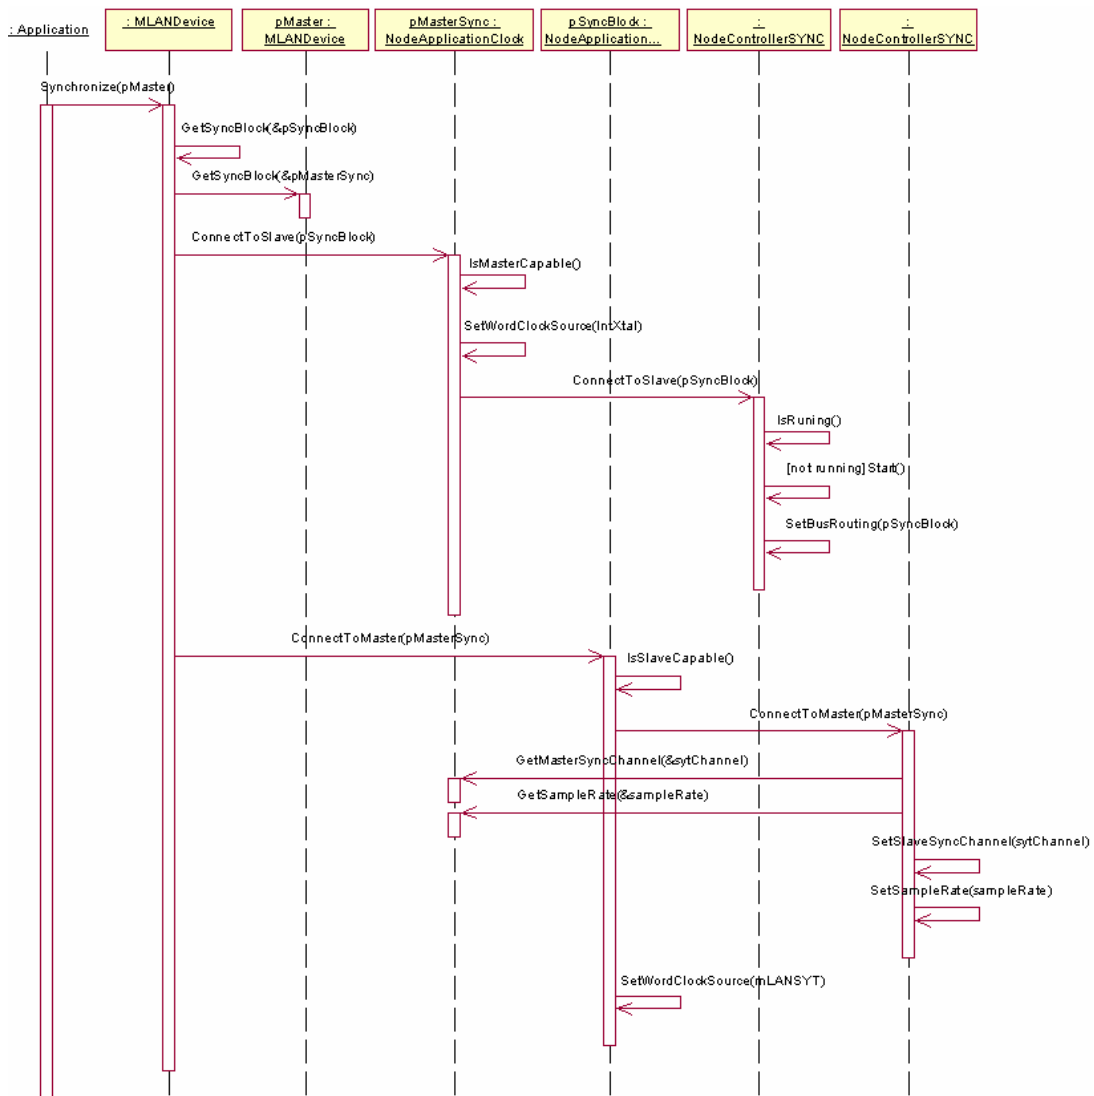 : Application
: MLANDevice
pMaster :
MLANDevice
pMasterSync :
NodeApplicationClock
pSyncBlock :
NodeApplication...
:
NodeControllerSYNC
:
NodeControllerSYNC
Synchronize(pMaster)
GetSyncBlock(&pSyncBlock)
GetSyncBlock(&pMasterSync)
ConnectToSlave(pSyncBlock)
IsMasterCapable()
SetWordClockSource(IntXtal)
ConnectToSlave(pSyncBlock)
IsRuning()
[not running] Start()
SetBusRouting(pSyncBlock)
ConnectToMaster(pMasterSync)
IsSlaveCapable()
ConnectToMaster(pMasterSync)
GetMasterSyncChannel(&sytChannel)
GetSampleRate(&sampleRate)
SetSlaveSyncChannel(sytChannel)
SetSampleRate(sampleRate)
SetWordClockSource(mLANSYT)